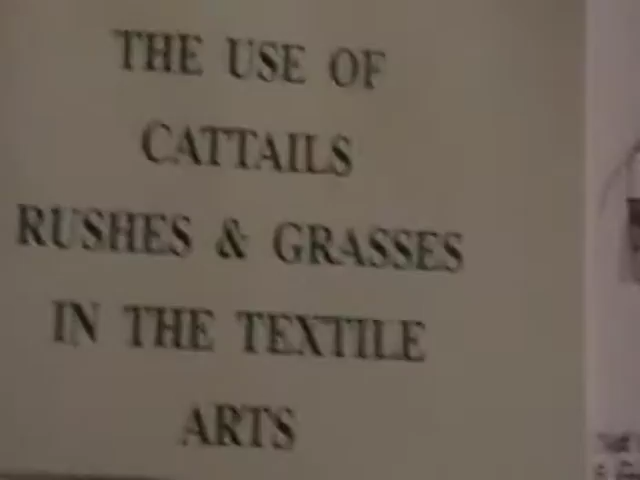 THE USE OF
CATTAILS
RUSHES & GRASSES
IN THE TEXTILE
ARTS